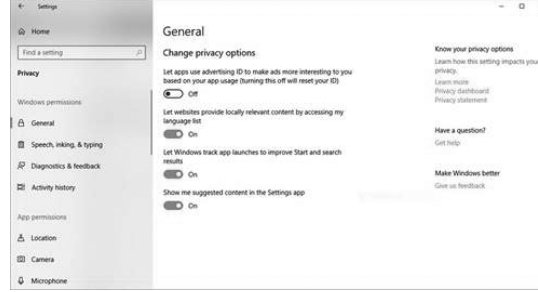 Settings
Home
Find a setting
Privacy
Windows permissions
General
Speech, inking, & typing
Diagnostics & feedback
Activity history
App permissions
Location
Camera
Microphone
General
Change privacy options
Let apps use advertising ID to make ads more interesting to you
based on your app usage (turning this off will reset your ID)
Off
Let websites provide locally relevant content by accessing my
language list
On
Let Windows track app launches to improve Start and search
results
On
Show me suggested content in the Settings app
On
Know your privacy options
Learn how this setting impacts your
privacy.
Learn more
Privacy dashboard
Privacy statement
Have a question?
Get help
Make Windows better
Give us feedback